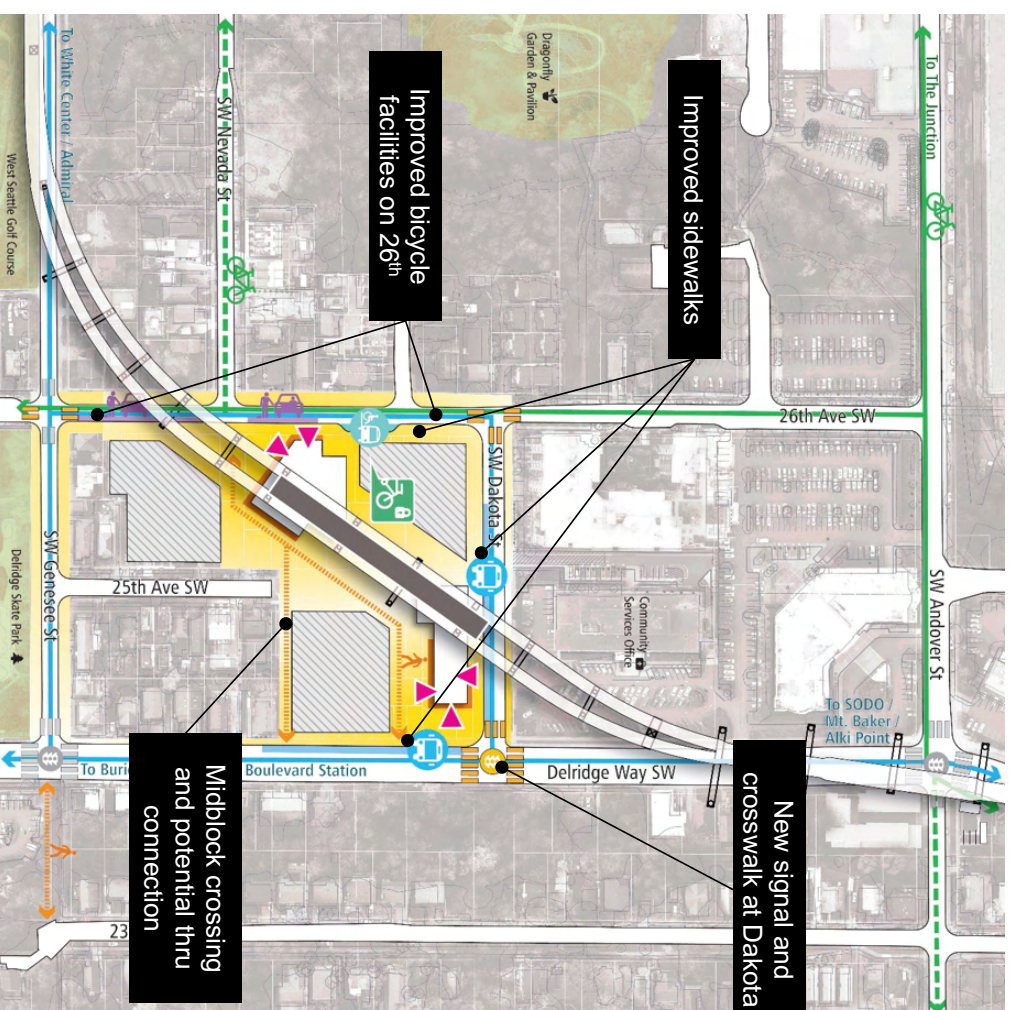 To The Junction
Dragonfly
Garden & Pavilion
To White Center / Admiral
SW Nevada St
West Seattle Golf Course
Improved bicycle
facilities on 26th
Improved sidewalks
26th Ave SW
SW Dakota St
SW Genesee St
25th Ave SW
Delridge Skate Park
Community
Services Office
SW Andover St
To SODO /
Mt. Baker /
Alki Point
Delridge Way SW
To Buri
Boulevard Station
Midblock crossing
and potential thru
connection
New signal and
crosswalk at Dakota
23